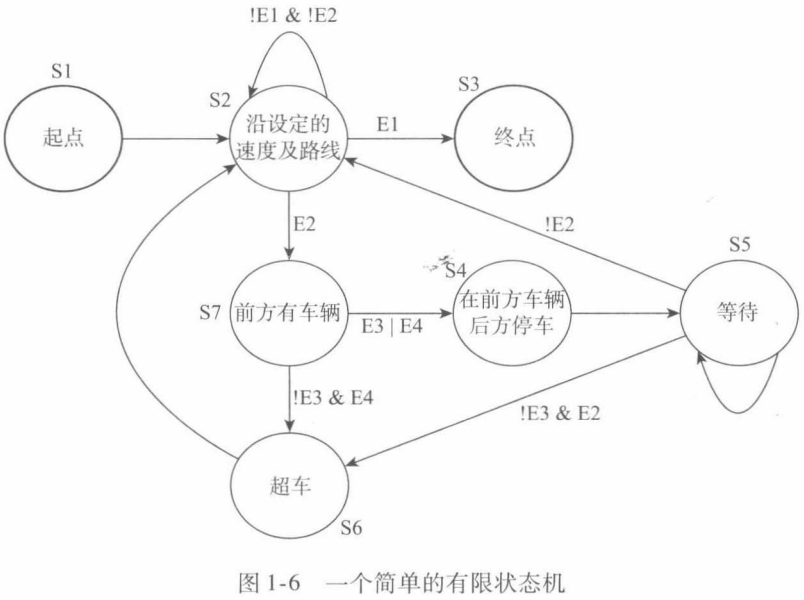 !E1 & !E2
S1
S2
S3
起点
沿设定的
速度及路线
E1
终点
E2
!E2
S5
S4
S7
前方有车辆
E3 | E4
在前方车辆
后方停车
等待
!E3 & E4
!E3 & E2
超车
S6
图 1-6 一个简单的有限状态机